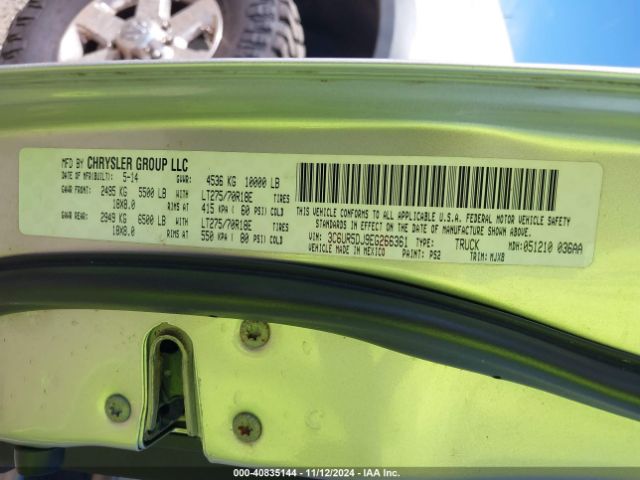 MFD BY CHRYSLER GROUP LLC
DATE OF MFR(BUILT): 5-14 GVWR: 4536 KG 10000 LB
GAWR FRONT: 2495 KG 5500 LB WITH LT275/70R18E TIRES
18X8.0 RIMS AT 415 KPA ( 60 PSI) COLD
GAWR REAR: 2949 KG 6500 LB WITH LT275/70R18E TIRES
18X8.0 RIMS AT 550 KPA ( 80 PSI) COLD
THIS VEHICLE CONFORMS TO ALL APPLICABLE U.S.A. FEDERAL MOTOR VEHICLE SAFETY
STANDARDS IN EFFECT ON THE DATE OF MANUFACTURE SHOWN ABOVE.
VIN: 3C6UR5DJ9EG266361 TYPE: TRUCK MDH: 051210 036AA
VEHICLE MADE IN MEXICO PAINT: PS2 TRIM: MJX8
000-40835144 - 11/12/2024 - IAA Inc.